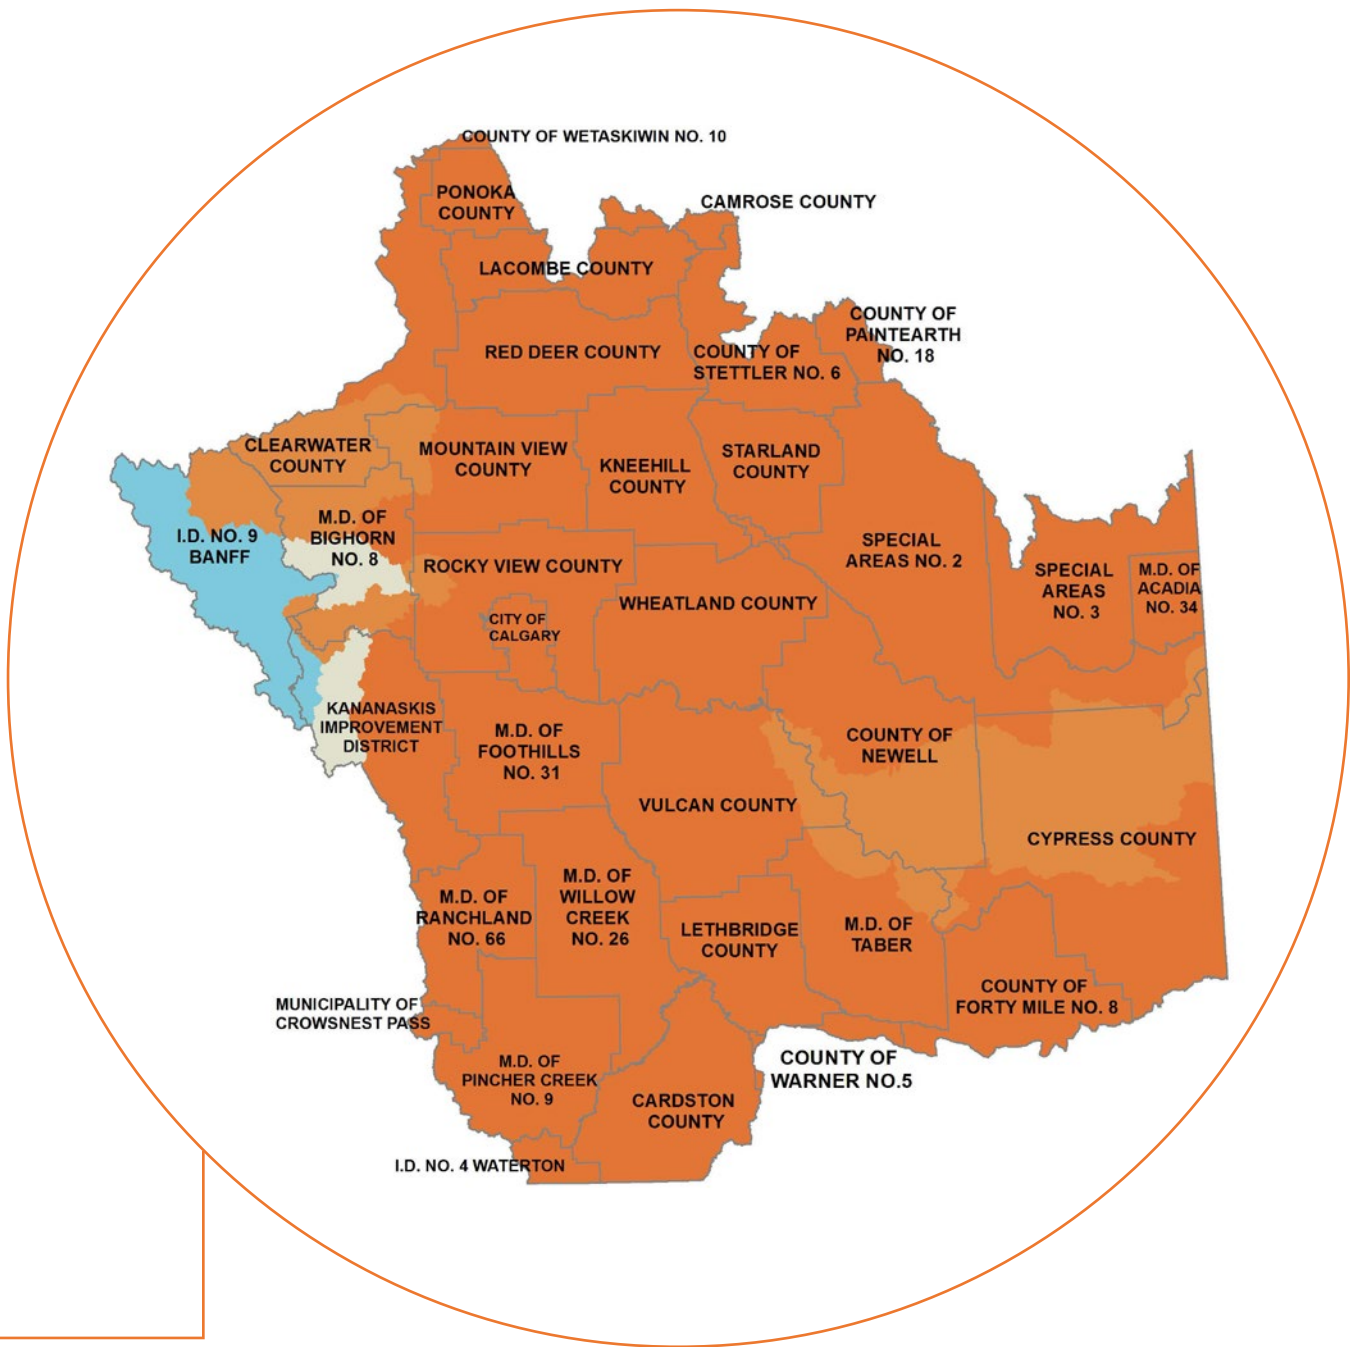 COUNTY OF WETASKIWIN NO. 10
PONOKA
COUNTY
CAMROSE COUNTY
LACOMBE COUNTY
COUNTY OF
PAINTEARTH
NO. 18
RED DEER COUNTY
COUNTY OF
STETTLER NO. 6
CLEARWATER
COUNTY
MOUNTAIN VIEW
COUNTY
KNEEHILL
COUNTY
STARLAND
COUNTY
I.D. NO. 9
BANFF
M.D. OF
BIGHORN
NO. 8
ROCKY VIEW COUNTY
SPECIAL
AREAS NO. 2
SPECIAL
AREAS
NO. 3
M.D. OF
ACADIA
NO. 34
WHEATLAND COUNTY
CITY OF
CALGARY
KANANASKIS
IMPROVEMENT
DISTRICT
M.D. OF
FOOTHILLS
NO. 31
COUNTY OF
NEWELL
VULCAN COUNTY
CYPRESS COUNTY
M.D. OF
RANCHLAND
NO. 66
M.D. OF
WILLOW
CREEK
NO. 26
LETHBRIDGE
COUNTY
M.D. OF
TABER
COUNTY OF
FORTY MILE NO. 8
MUNICIPALITY OF
CROWSNEST PASS
M.D. OF
PINCHER CREEK
NO. 9
COUNTY OF
WARNER NO.5
CARDSTON
COUNTY
I.D. NO. 4 WATERTON